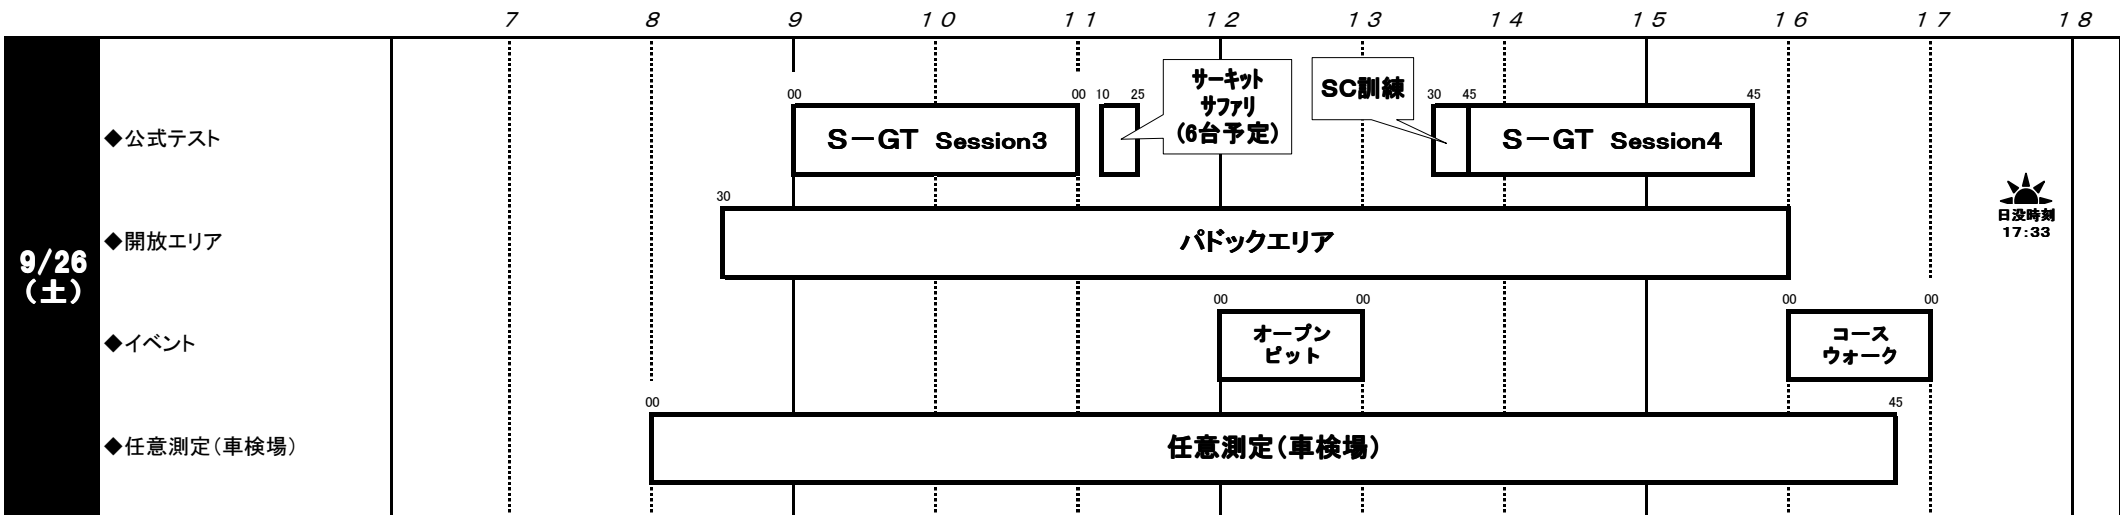 7 8 9 10 11 12 13 14 15 16 17 18
サーキット
サファリ
(6台予定)
SC訓練
00 00 10 25 30 45 45
◆公式テスト
S－GT Session3
S－GT Session4
30
◆開放エリア
パドックエリア
日没時刻
17:33
9/26
(土)
00 00 00 00
◆イベント
オープン
ピット
コース
ウォーク
00 45
◆任意測定(車検場)
任意測定(車検場)